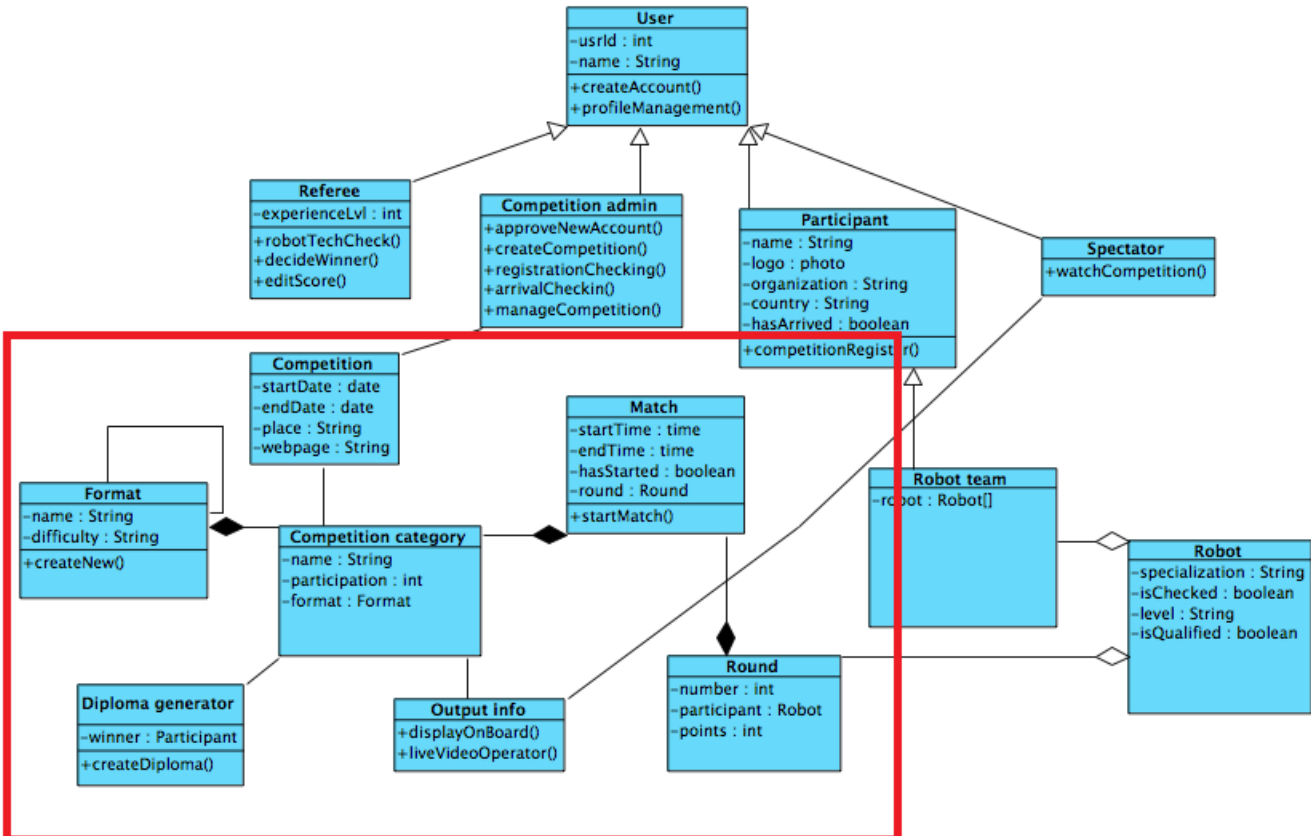 User
-usrId : int
-name : String
+createAccount()
+profileManagement()
Referee
-experienceLvl : int
+robotTechCheck()
+decideWinner()
+editScore()
Competition admin
+approveNewAccount()
+createCompetition()
+registrationChecking()
+arrivalCheckin()
+manageCompetition()
Participant
-name : String
-logo : photo
-organization : String
-country : String
-hasArrived : boolean
+competitionRegister()
Spectator
+watchCompetition()
Competition
-startDate : date
-endDate : date
-place : String
-webpage : String
Match
-startTime : time
-endTime : time
-hasStarted : boolean
-round : Round
+startMatch()
Format
-name : String
-difficulty : String
+createNew()
Competition category
-name : String
-participation : int
-format : Format
Robot team
-robot : Robot[]
Robot
-specialization : String
-isChecked : boolean
-level : String
-isQualified : boolean
Diploma generator
-winner : Participant
+createDiploma()
Output info
+displayOnBoard()
+liveVideoOperator()
Round
-number : int
-participant : Robot
-points : int